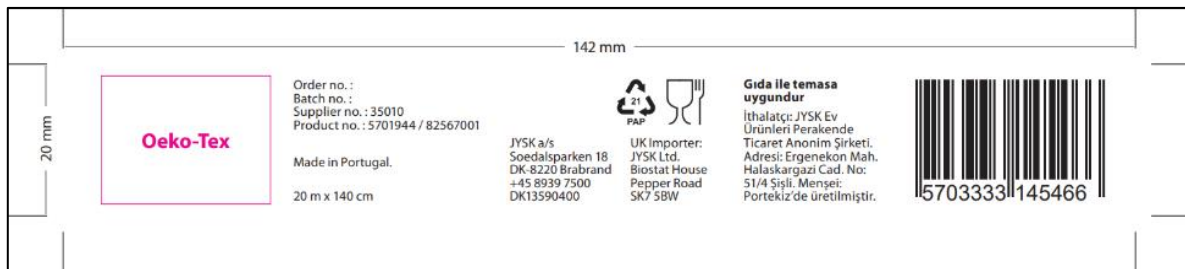 142 mm
20 mm
Oeko-Tex
Order no. :
Batch no. :
Supplier no. : 35010
Product no. : 5701944 / 82567001
Made in Portugal.
20 m x 140 cm
JYSK a/s
Soedalsparken 18
DK-8220 Brabrand
+45 8939 7500
DK13590400
21
PAP
UK Importer:
JYSK Ltd.
Biostat House
Pepper Road
SK7 5BW
Gıda ile temasa
uygundur
İthalatçı: JYSK Ev
Ürünleri Perakende
Ticaret Anonim Şirketi.
Adresi: Ergenekon Mah.
Halaskargazi Cad. No:
51/4 Şişli. Menşei:
Portekiz’de üretilmiştir.
5703333 145466